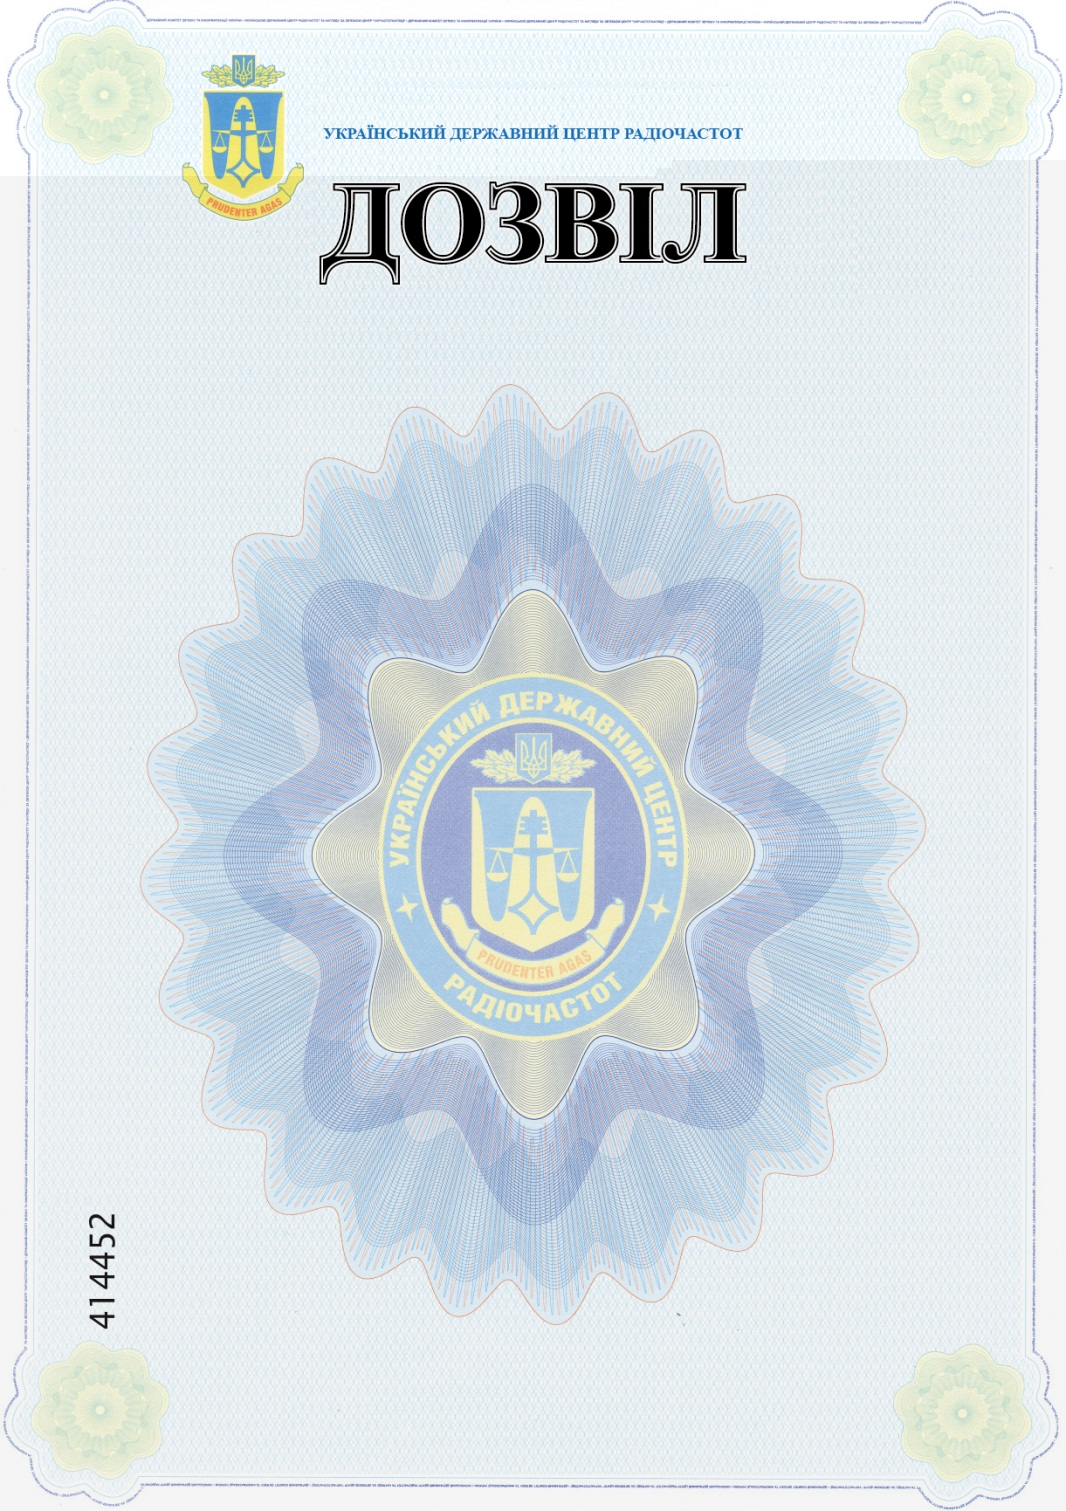 УКРАЇНСЬКИЙ ДЕРЖАВНИЙ ЦЕНТР РАДІОЧАСТОТ
PRUDENTER AGAS
ДОЗВІЛ
УКРАЇНСЬКИЙ ДЕРЖАВНИЙ ЦЕНТР
PRUDENTER AGAS
РАДІОЧАСТОТ
414452